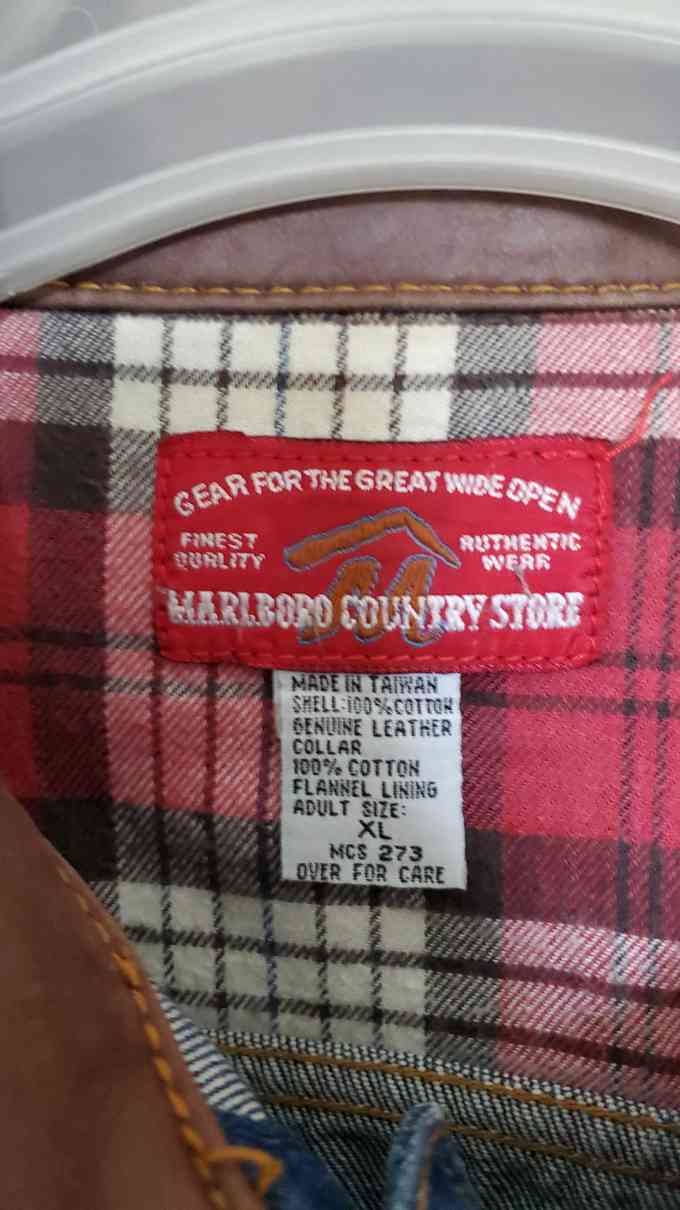 GEAR FOR THE GREAT WIDE OPEN
FINEST QUALITY
AUTHENTIC WEAR
MARLBORO COUNTRY STORE
MADE IN TAIWAN
SHELL:100%COTTON
GENUINE LEATHER
COLLAR
100% COTTON
FLANNEL LINING
ADULT SIZE:
XL
MCS 273
OVER FOR CARE